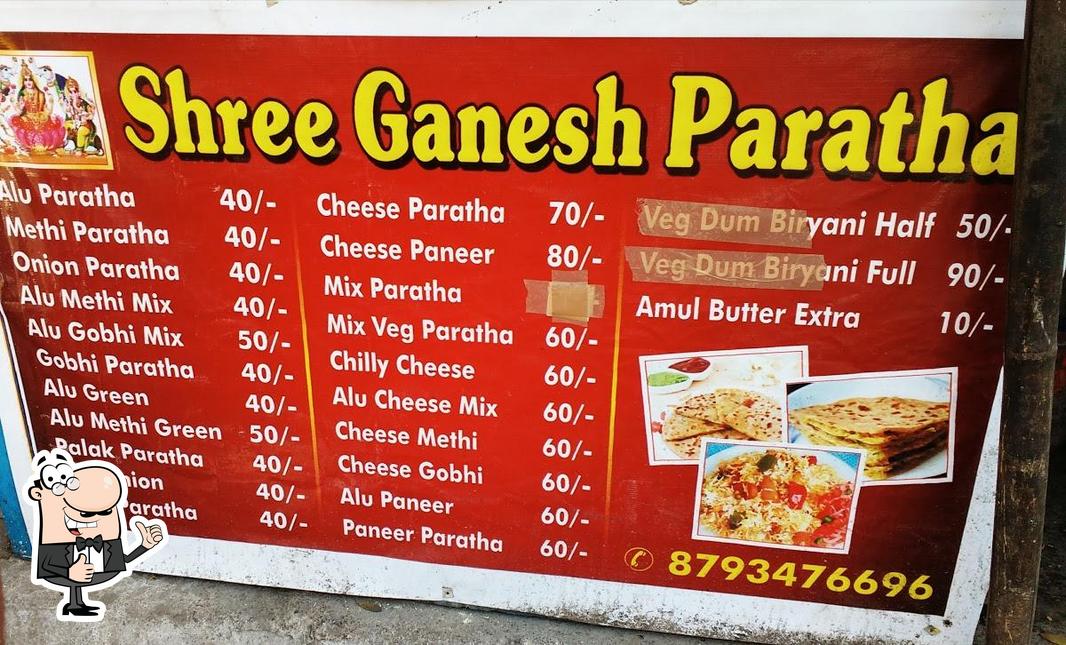 Shree Ganesh Paratha
Alu Paratha 40/-
Methi Paratha 40/-
Onion Paratha 40/-
Alu Methi Mix 40/-
Alu Gobhi Mix 50/-
Gobhi Paratha 40/-
Alu Green 40/-
Alu Methi Green 50/-
Palak Paratha 40/-
40/-
Paratha 40/-
Cheese Paratha 70/-
Cheese Paneer 80/-
Mix Paratha
Mix Veg Paratha 60/-
Chilly Cheese 60/-
Alu Cheese Mix 60/-
Cheese Methi 60/-
Cheese Gobhi 60/-
Alu Paneer 60/-
Paneer Paratha 60/-
Veg Dum Biryani Half 50/-
Veg Dum Biryani Full 90/-
Amul Butter Extra 10/-
8793476696